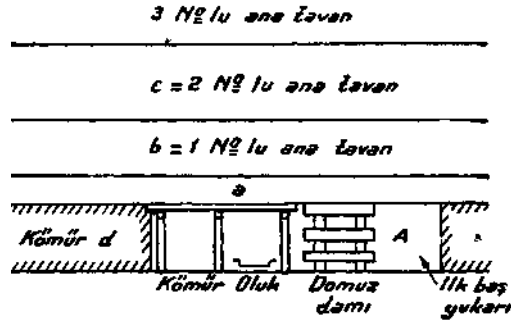 3 Nº lu ana tavan
c = 2 Nº lu ana tavan
b = 1 Nº lu ana tavan
a
Kömür d
A
Kömür Oluk Domuz damı
İlk baş yukarı